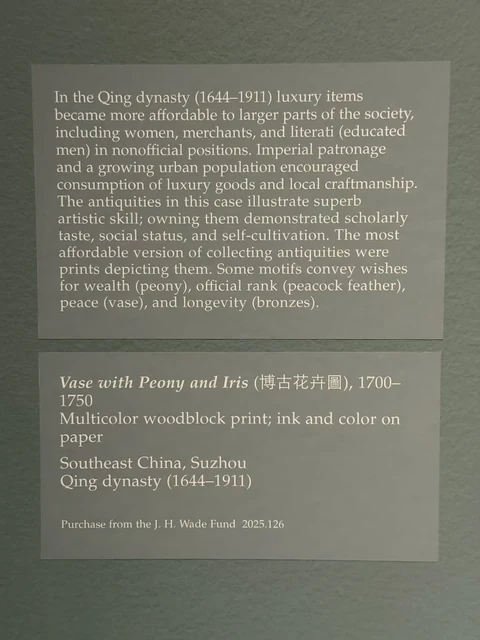 In the Qing dynasty (1644–1911) luxury items
became more affordable to larger parts of the society,
including women, merchants, and literati (educated
men) in nonofficial positions. Imperial patronage
and a growing urban population encouraged
consumption of luxury goods and local craftmanship.
The antiquities in this case illustrate superb
artistic skill; owning them demonstrated scholarly
taste, social status, and self-cultivation. The most
affordable version of collecting antiquities were
prints depicting them. Some motifs convey wishes
for wealth (peony), official rank (peacock feather),
peace (vase), and longevity (bronzes).
Vase with Peony and Iris (博古花卉圖), 1700–
1750
Multicolor woodblock print; ink and color on
paper
Southeast China, Suzhou
Qing dynasty (1644–1911)
Purchase from the J. H. Wade Fund 2025.126